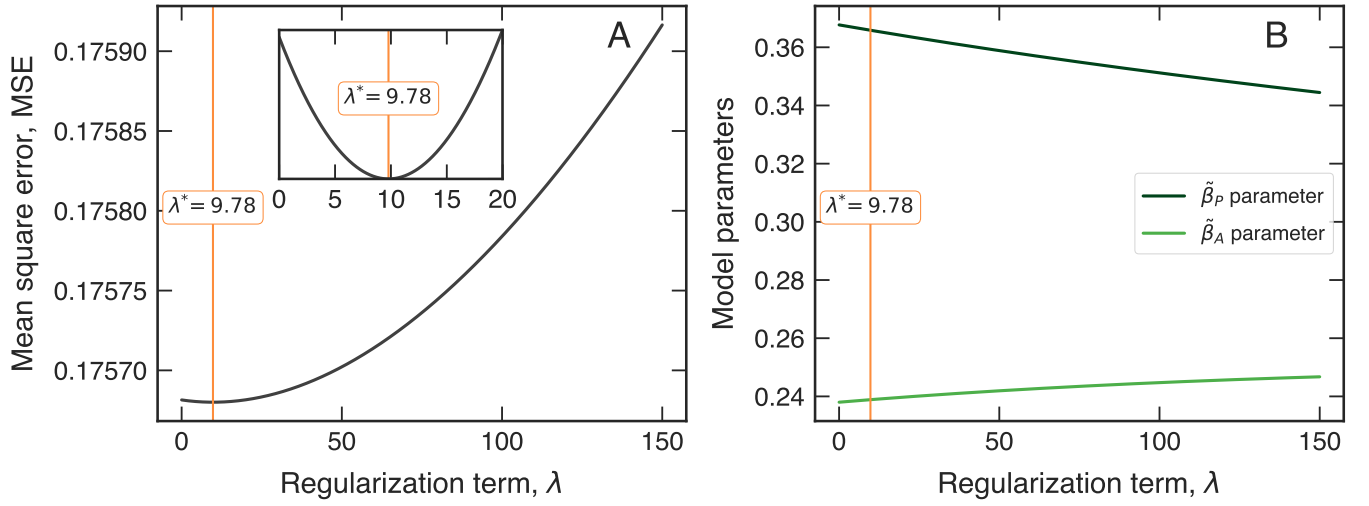 A
Mean square error, MSE
0.17590
0.17585
0.17580
0.17575
0.17570
λ* = 9.78
λ* = 9.78
0 5 10 15 20
0 50 100 150
Regularization term, λ
B
Model parameters
0.36
0.34
0.32
0.30
0.28
0.26
0.24
λ* = 9.78
β̃_P parameter
β̃_A parameter
0 50 100 150
Regularization term, λ